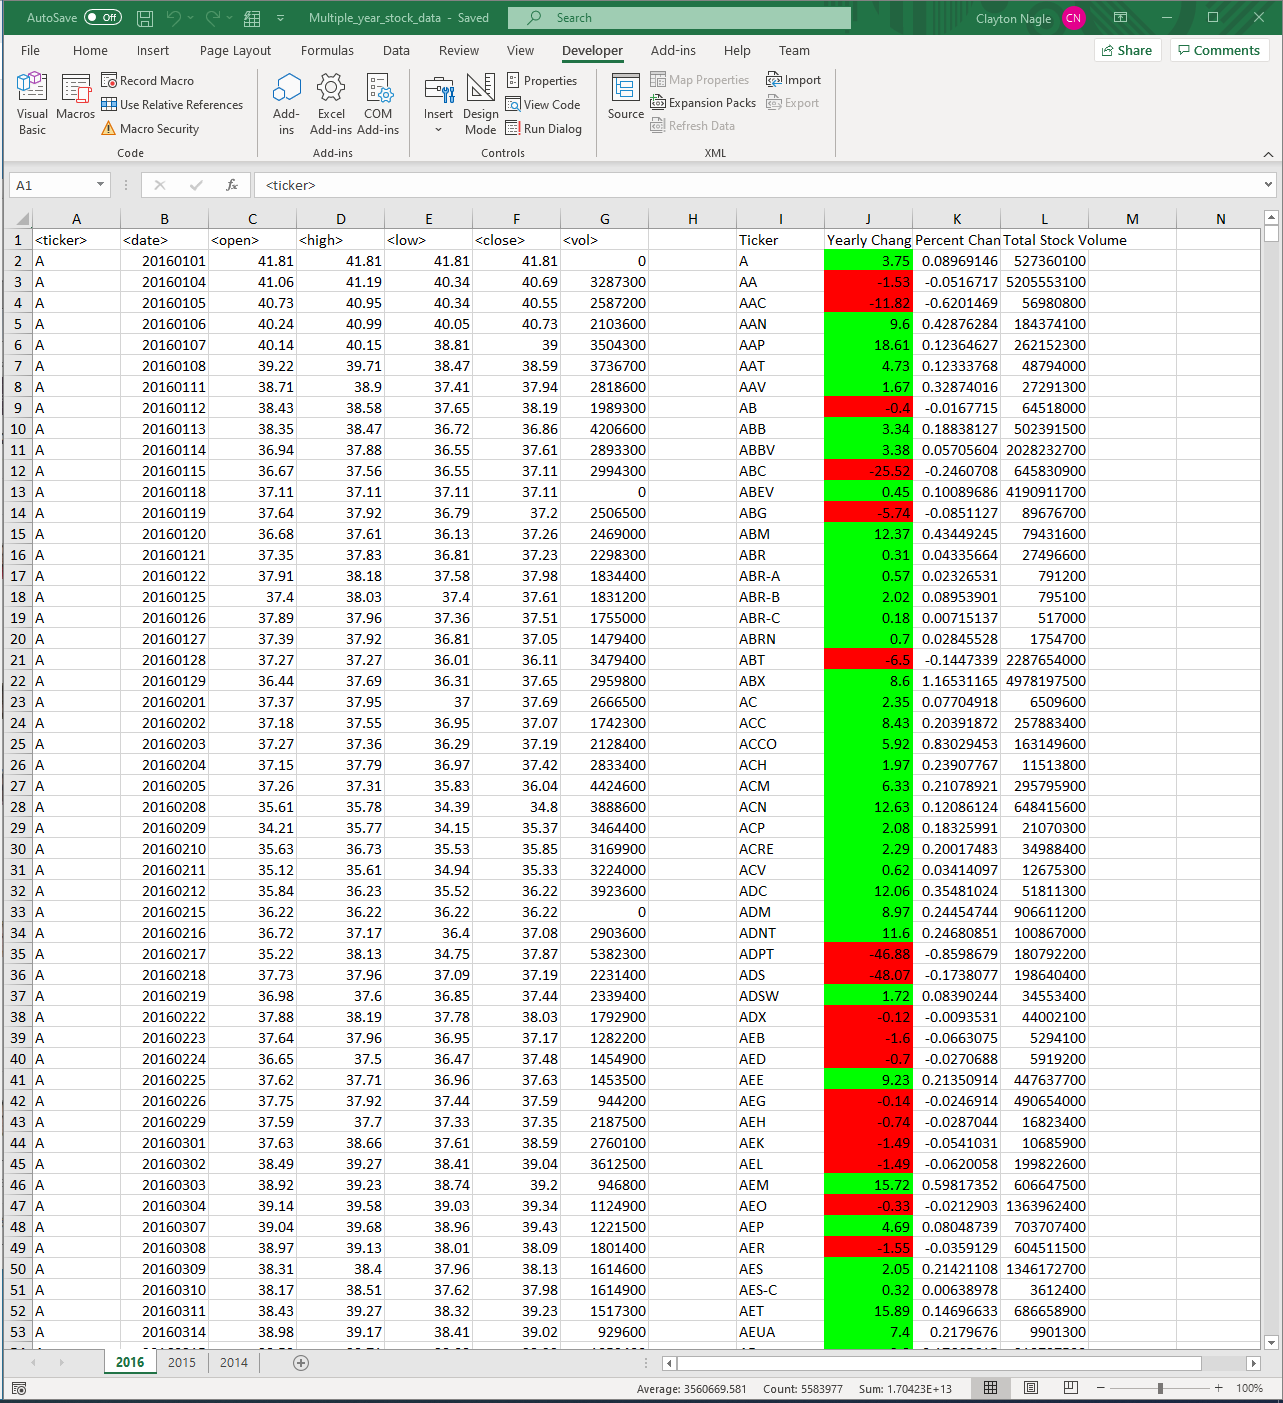 AutoSave Off Multiple_year_stock_data - Saved Search Clayton Nagle CN
File Home Insert Page Layout Formulas Data Review View Developer Add-ins Help Team Share Comments
Visual Basic Macros Record Macro Use Relative References Macro Security Add-ins Excel Add-ins COM Add-ins Insert Design Mode Properties View Code Run Dialog Source Map Properties Expansion Packs Refresh Data Import Export
Code Add-ins Controls XML
A1 fx <ticker>
A B C D E F G H I J K L M N
1 <ticker> <date> <open> <high> <low> <close> <vol> Ticker Yearly Chang Percent Chan Total Stock Volume
2 A 20160101 41.81 41.81 41.81 41.81 0 A 3.75 0.08969146 527360100
3 A 20160104 41.06 41.19 40.34 40.69 3287300 AA -1.53 -0.0516717 5205553100
4 A 20160105 40.73 40.95 40.34 40.55 2587200 AAC -11.82 -0.6201469 56980800
5 A 20160106 40.24 40.99 40.05 40.73 2103600 AAN 9.6 0.42876284 184374100
6 A 20160107 40.14 40.15 38.81 39 3504300 AAP 18.61 0.12364627 262152300
7 A 20160108 39.22 39.71 38.47 38.59 3736700 AAT 4.73 0.12333768 48794000
8 A 20160111 38.71 38.9 37.41 37.94 2818600 AAV 1.67 0.32874016 27291300
9 A 20160112 38.43 38.58 37.65 38.19 1989300 AB -0.4 -0.0167715 64518000
10 A 20160113 38.35 38.47 36.72 36.86 4206600 ABB 3.34 0.18838127 502391500
11 A 20160114 36.94 37.88 36.55 37.61 2893300 ABBV 3.38 0.05705604 2028232700
12 A 20160115 36.67 37.56 36.55 37.11 2994300 ABC -25.52 -0.2460708 645830900
13 A 20160118 37.11 37.11 37.11 37.11 0 ABEV 0.45 0.10089686 4190911700
14 A 20160119 37.64 37.92 36.79 37.2 2506500 ABG -5.74 -0.0851127 89676700
15 A 20160120 36.68 37.61 36.13 37.26 2469000 ABM 12.37 0.43449245 79431600
16 A 20160121 37.35 37.83 36.81 37.23 2298300 ABR 0.31 0.04335664 27496600
17 A 20160122 37.91 38.18 37.58 37.98 1834400 ABR-A 0.57 0.02326531 791200
18 A 20160125 37.4 38.03 37.4 37.61 1831200 ABR-B 2.02 0.08953901 795100
19 A 20160126 37.89 37.96 37.36 37.51 1755000 ABR-C 0.18 0.00715137 517000
20 A 20160127 37.39 37.92 36.81 37.05 1479400 ABRN 0.7 0.02845528 1754700
21 A 20160128 37.27 37.27 36.01 36.11 3479400 ABT -6.5 -0.1447339 2287654000
22 A 20160129 36.44 37.69 36.31 37.65 2959800 ABX 8.6 1.16531165 4978197500
23 A 20160201 37.37 37.95 37 37.69 2666500 AC 2.35 0.07704918 6509600
24 A 20160202 37.18 37.55 36.95 37.07 1742300 ACC 8.43 0.20391872 257883400
25 A 20160203 37.27 37.36 36.29 37.19 2128400 ACCO 5.92 0.83029453 163149600
26 A 20160204 37.15 37.79 36.97 37.42 2833400 ACH 1.97 0.23907767 11513800
27 A 20160205 37.26 37.31 35.83 36.04 4424600 ACM 6.33 0.21078921 295795900
28 A 20160208 35.61 35.78 34.39 34.8 3888600 ACN 12.63 0.12086124 648415600
29 A 20160209 34.21 35.77 34.15 35.37 3464400 ACP 2.08 0.18325991 21070300
30 A 20160210 35.63 36.73 35.53 35.85 3169900 ACRE 2.29 0.20017483 34988400
31 A 20160211 35.12 35.61 34.94 35.33 3224000 ACV 0.62 0.03414097 12675300
32 A 20160212 35.84 36.23 35.52 36.22 3923600 ADC 12.06 0.35481024 51811300
33 A 20160215 36.22 36.22 36.22 36.22 0 ADM 8.97 0.24454744 906611200
34 A 20160216 36.72 37.17 36.4 37.08 2903600 ADNT 11.6 0.24680851 100867000
35 A 20160217 35.22 38.13 34.75 37.87 5382300 ADPT -46.88 -0.8598679 180792200
36 A 20160218 37.73 37.96 37.09 37.19 2231400 ADS -48.07 -0.1738077 198640400
37 A 20160219 36.98 37.6 36.85 37.44 2339400 ADSW 1.72 0.08390244 34553400
38 A 20160222 37.88 38.19 37.78 38.03 1792900 ADX -0.12 -0.0093531 44002100
39 A 20160223 37.64 37.96 36.95 37.17 1282200 AEB -1.6 -0.0663075 5294100
40 A 20160224 36.65 37.5 36.47 37.48 1454900 AED -0.7 -0.0270688 5919200
41 A 20160225 37.62 37.71 36.96 37.63 1453500 AEE 9.23 0.21350914 447637700
42 A 20160226 37.75 37.92 37.44 37.59 944200 AEG -0.14 -0.0246914 490654000
43 A 20160229 37.59 37.7 37.33 37.35 2187500 AEH -0.74 -0.0287044 16823400
44 A 20160301 37.63 38.66 37.61 38.59 2760100 AEK -1.49 -0.0541031 10685900
45 A 20160302 38.49 39.27 38.41 39.04 3612500 AEL -1.49 -0.0620058 199822600
46 A 20160303 38.92 39.23 38.74 39.2 946800 AEM 15.72 0.59817352 606647500
47 A 20160304 39.14 39.58 39.03 39.34 1124900 AEO -0.33 -0.0212903 1363962400
48 A 20160307 39.04 39.68 38.96 39.43 1221500 AEP 4.69 0.08048739 703707400
49 A 20160308 38.97 39.13 38.01 38.09 1801400 AER -1.55 -0.0359129 604511500
50 A 20160309 38.31 38.4 37.96 38.13 1614600 AES 2.05 0.21421108 1346172700
51 A 20160310 38.17 38.51 37.62 37.98 1614900 AES-C 0.32 0.00638978 3612400
52 A 20160311 38.43 39.27 38.32 39.23 1517300 AET 15.89 0.14696633 686658900
53 A 20160314 38.98 39.17 38.41 39.02 929600 AEUA 7.4 0.2179676 9901300
2016 2015 2014
Average: 3560669.581 Count: 5583977 Sum: 1.70423E+13 100%